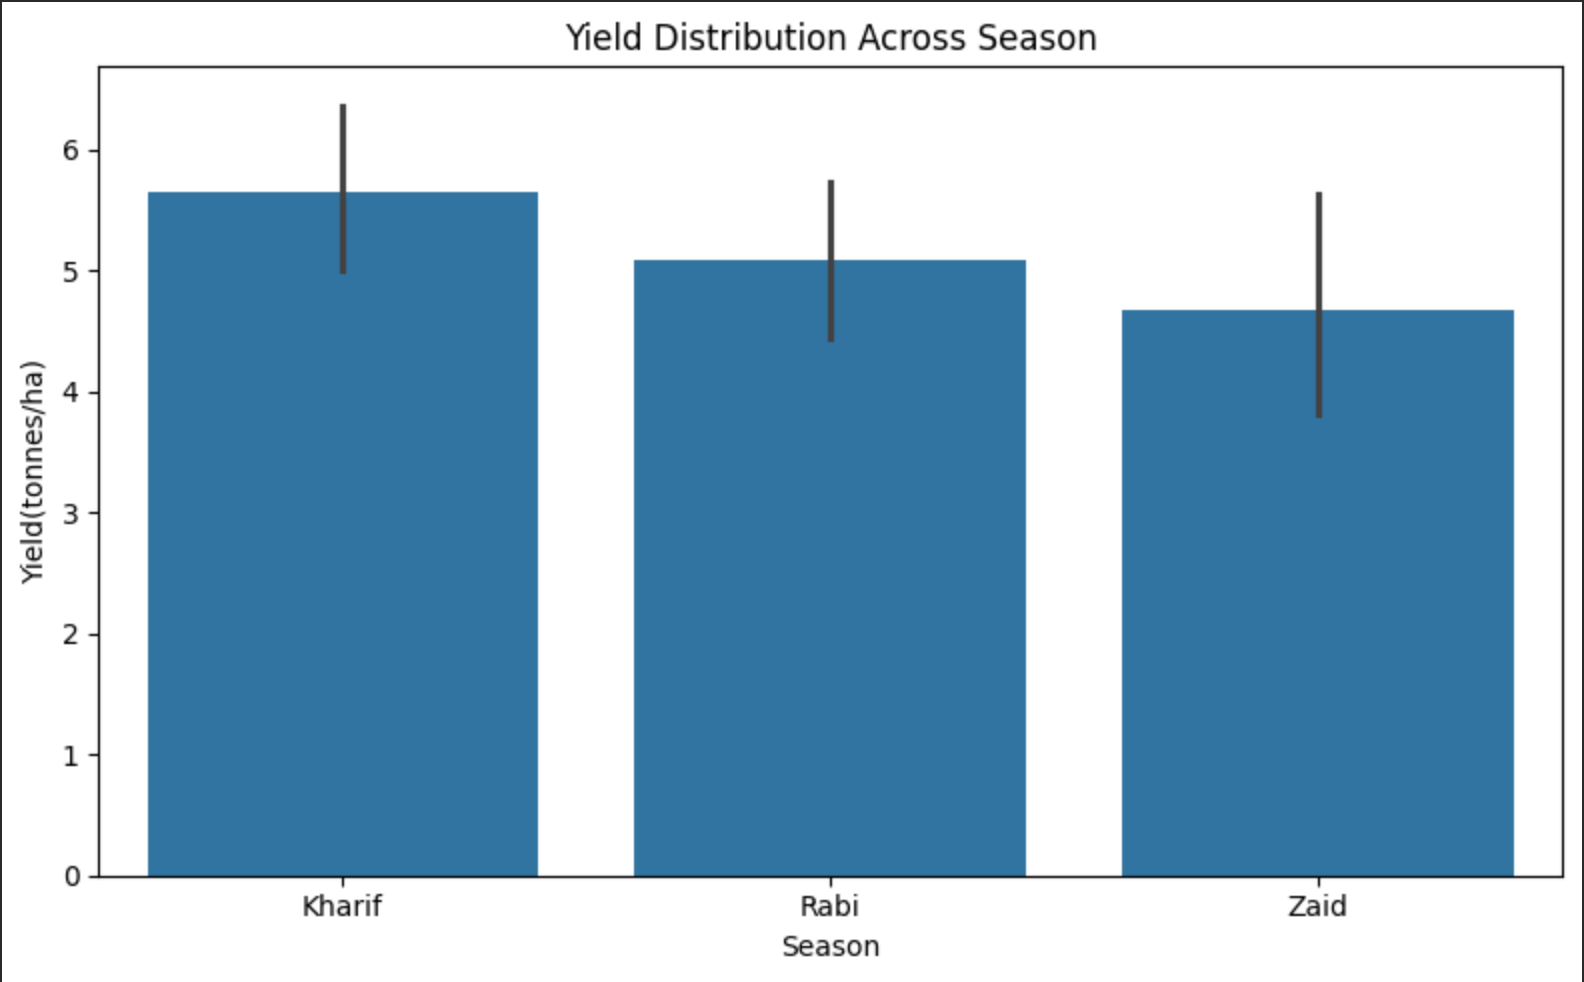 Yield Distribution Across Season
Yield(tonnes/ha)
6
5
4
3
2
1
0
Kharif Rabi Zaid
Season